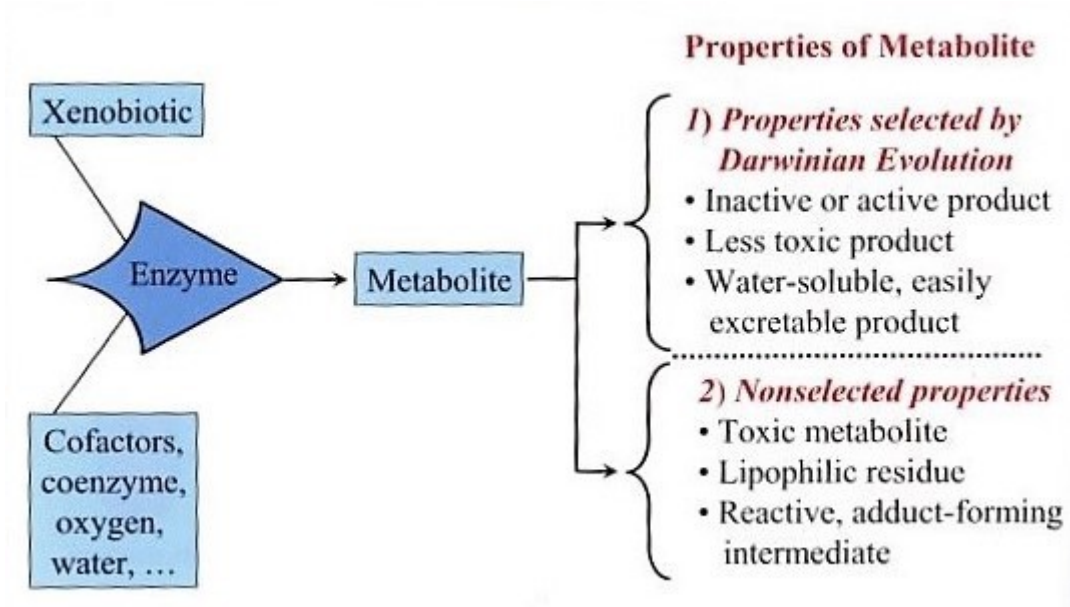 Properties of Metabolite
Xenobiotic
1) Properties selected by
Darwinian Evolution
• Inactive or active product
• Less toxic product
• Water-soluble, easily
excretable product
Enzyme
Metabolite
2) Nonselected properties
• Toxic metabolite
• Lipophilic residue
• Reactive, adduct-forming
intermediate
Cofactors,
coenzyme,
oxygen,
water, …